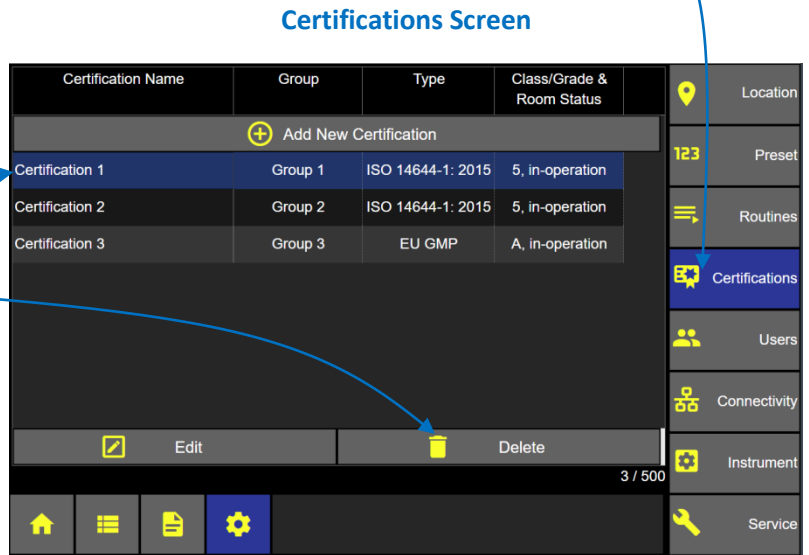 Certifications Screen
Certification Name Group Type Class/Grade &
Room Status
Add New Certification
Certification 1 Group 1 ISO 14644-1: 2015 5, in-operation
Certification 2 Group 2 ISO 14644-1: 2015 5, in-operation
Certification 3 Group 3 EU GMP A, in-operation
Edit Delete
3 / 500
Location
123 Preset
Routines
Certifications
Users
Connectivity
Instrument
Service